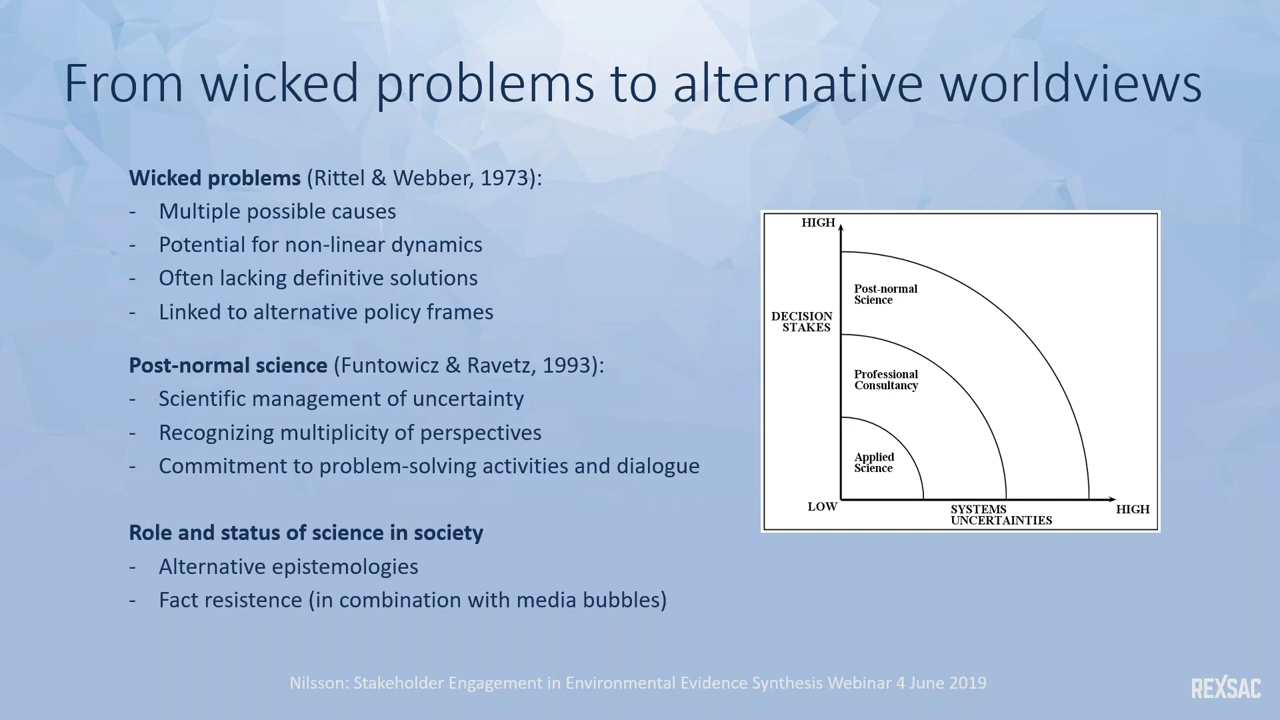 From wicked problems to alternative worldviews
Wicked problems (Rittel & Webber, 1973):
- Multiple possible causes
- Potential for non-linear dynamics
- Often lacking definitive solutions
- Linked to alternative policy frames
Post-normal science (Funtowicz & Ravetz, 1993):
- Scientific management of uncertainty
- Recognizing multiplicity of perspectives
- Commitment to problem-solving activities and dialogue
Role and status of science in society
- Alternative epistemologies
- Fact resistence (in combination with media bubbles)
HIGH
Post-normal
Science
DECISION
STAKES
Professional
Consultancy
Applied
Science
LOW
SYSTEMS
UNCERTAINTIES
HIGH
Nilsson: Stakeholder Engagement in Environmental Evidence Synthesis Webinar 4 June 2019
REXSAC